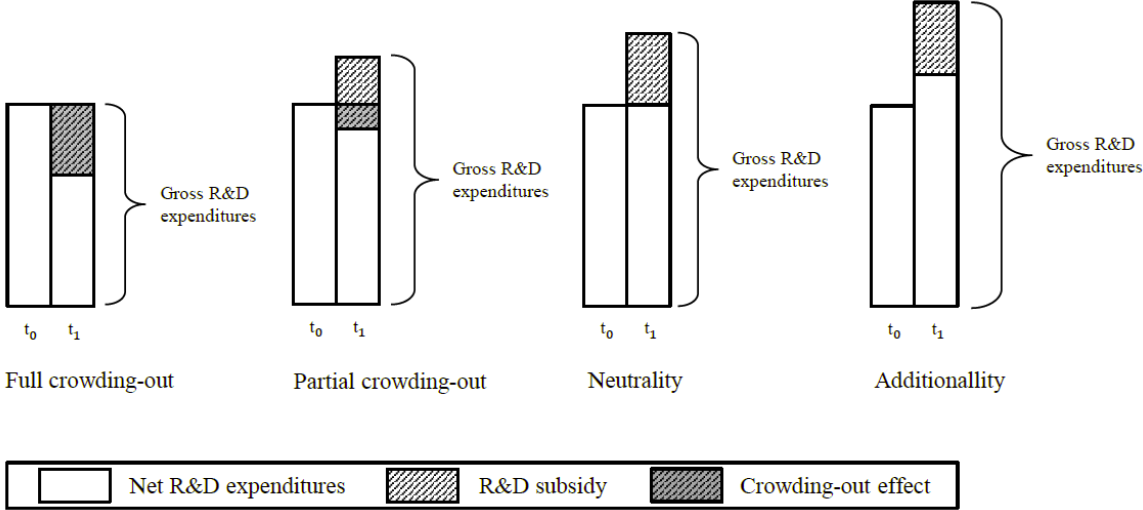 Gross R&D
expenditures
t₀ t₁
Full crowding-out
Gross R&D
expenditures
t₀ t₁
Partial crowding-out
Gross R&D
expenditures
t₀ t₁
Neutrality
Gross R&D
expenditures
t₀ t₁
Additionallity
Net R&D expenditures
R&D subsidy
Crowding-out effect